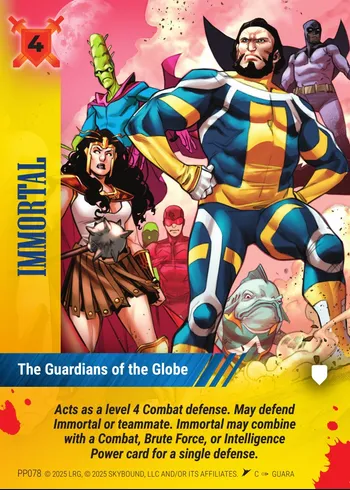 4
IMMORTAL
The Guardians of the Globe
Acts as a level 4 Combat defense. May defend
Immortal or teammate. Immortal may combine
with a Combat, Brute Force, or Intelligence
Power card for a single defense.
PP078 © 2025 LRG, © 2025 SKYBOUND, LLC AND/OR ITS AFFILIATES. C GUARA